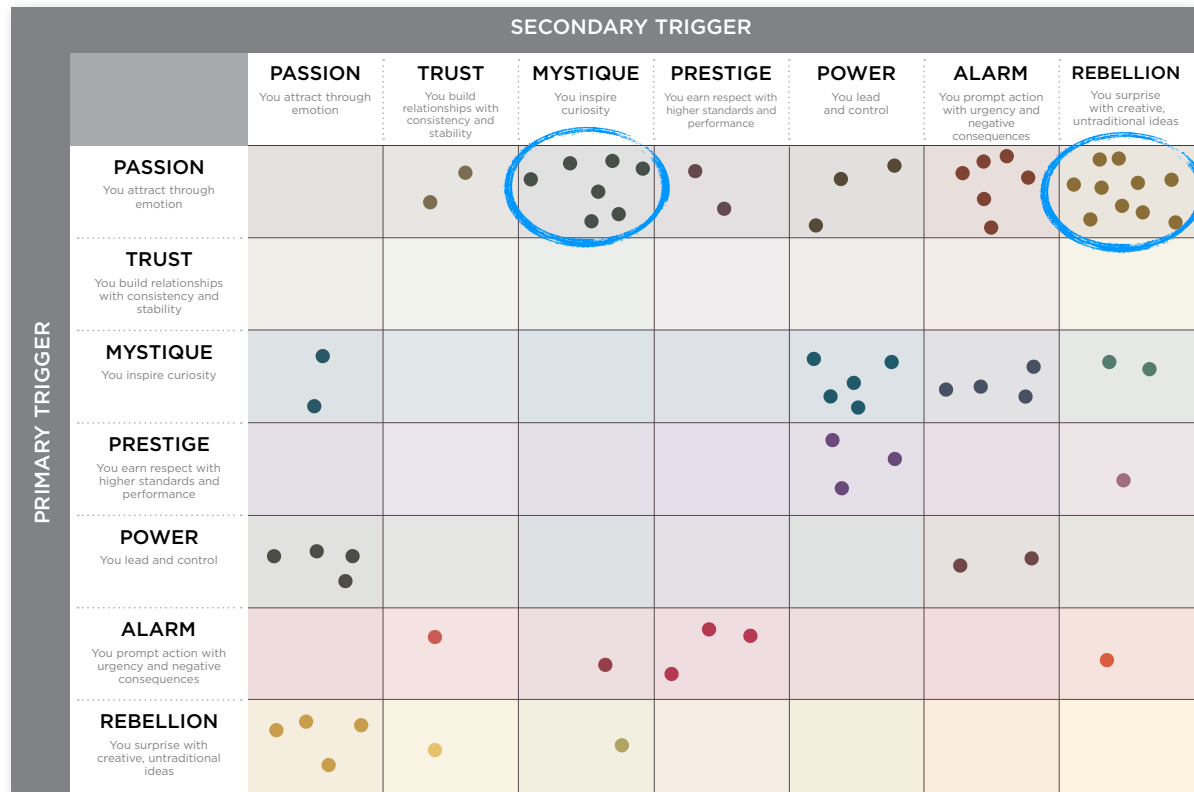 SECONDARY TRIGGER
PASSION
You attract through
emotion
TRUST
You build
relationships with
consistency and
stability
MYSTIQUE
You inspire
curiosity
PRESTIGE
You earn respect with
higher standards and
performance
POWER
You lead
and control
ALARM
You prompt action
with urgency and
negative
consequences
REBELLION
You surprise
with creative,
untraditional ideas
PRIMARY TRIGGER
PASSION
You attract through
emotion
TRUST
You build relationships
with consistency and
stability
MYSTIQUE
You inspire curiosity
PRESTIGE
You earn respect with
higher standards and
performance
POWER
You lead and control
ALARM
You prompt action with
urgency and negative
consequences
REBELLION
You surprise with
creative, untraditional
ideas